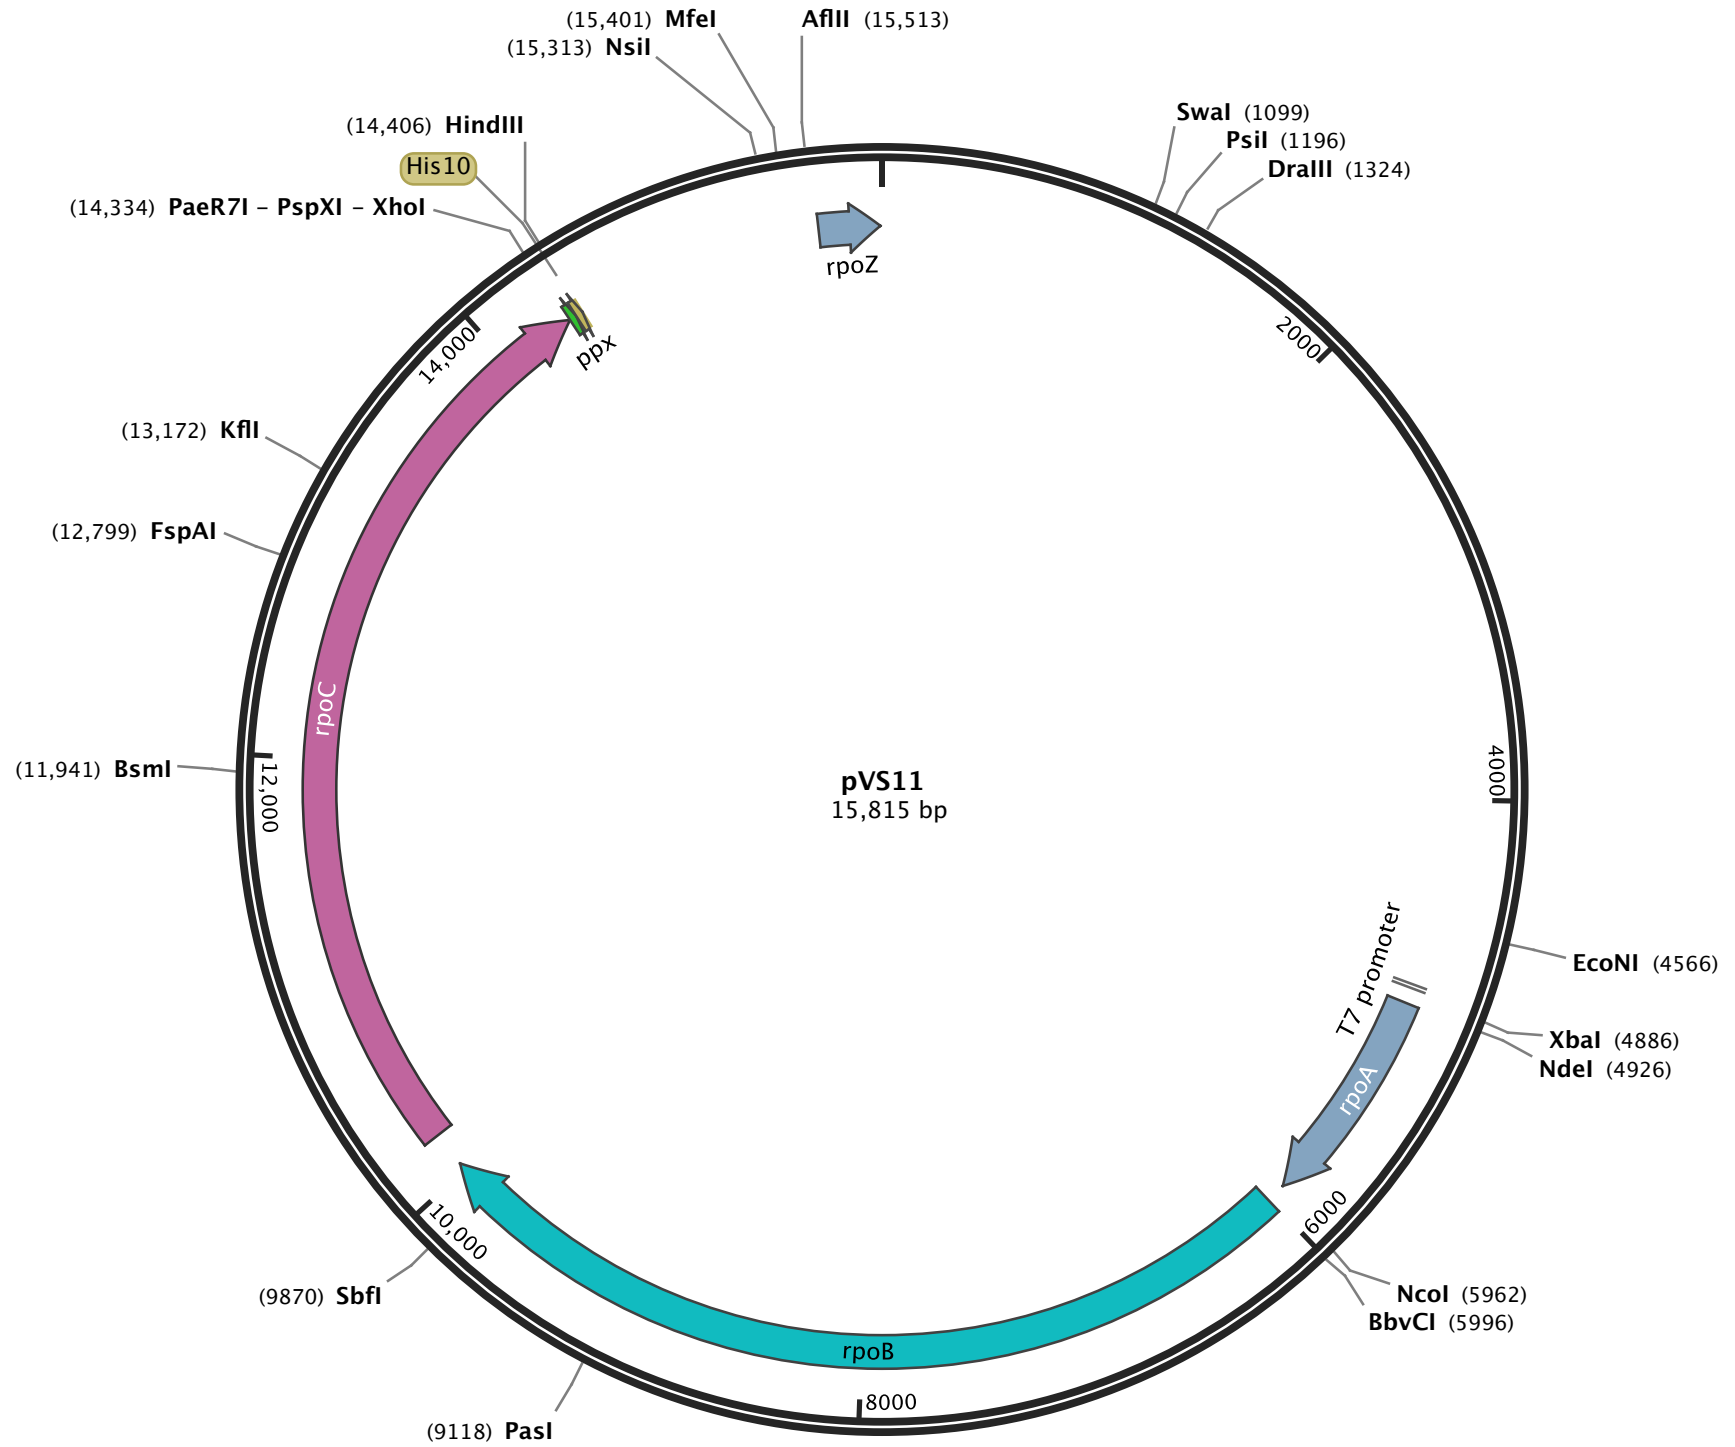 (15,401) MfeI
AflII (15,513)
(15,313) NsiI
SwaI (1099)
(14,406) HindIII
PsiI (1196)
His10
DraIII (1324)
(14,334) PaeR7I – PspXI – XhoI
rpoZ
2000
14,000
ppx
(13,172) KflI
(12,799) FspAI
rpoC
(11,941) BsmI
12,000
pVS11
15,815 bp
4000
T7 promoter
EcoNI (4566)
XbaI (4886)
NdeI (4926)
rpoA
6000
10,000
(9870) SbfI
NcoI (5962)
BbvCI (5996)
rpoB
8000
(9118) PasI